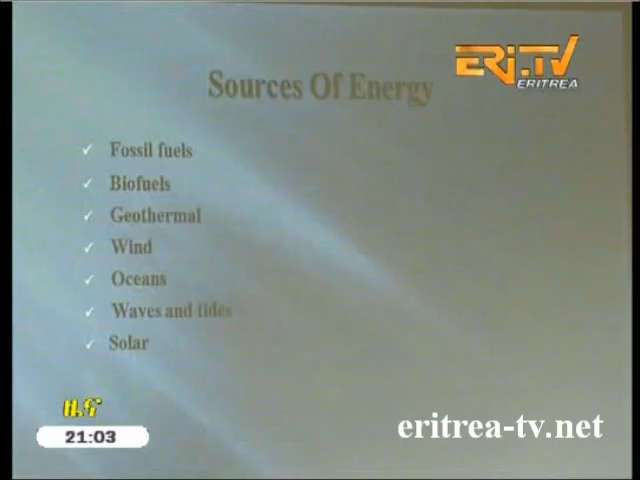 ERi.TV
ERITREA
Sources Of Energy
✓ Fossil fuels
✓ Biofuels
✓ Geothermal
✓ Wind
✓ Oceans
✓ Waves and tides
✓ Solar
ዜና
21:03
eritrea-tv.net